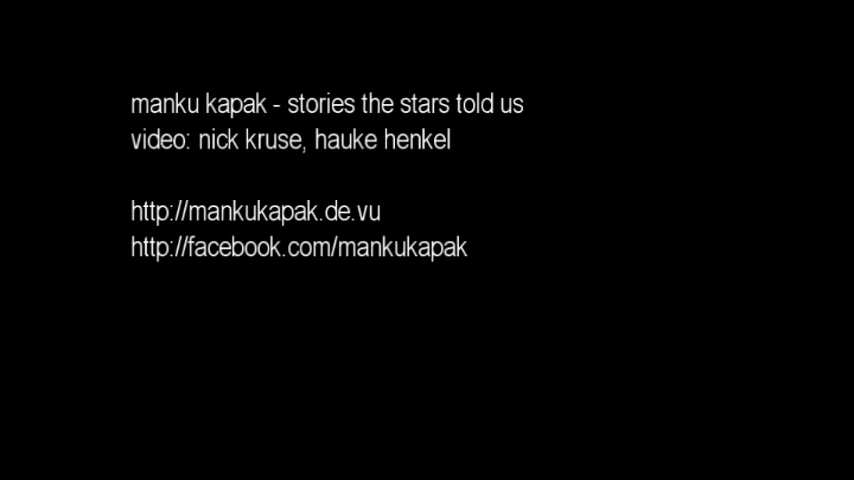 manku kapak - stories the stars told us
video: nick kruse, hauke henkel
http://mankukapak.de.vu
http://facebook.com/mankukapak